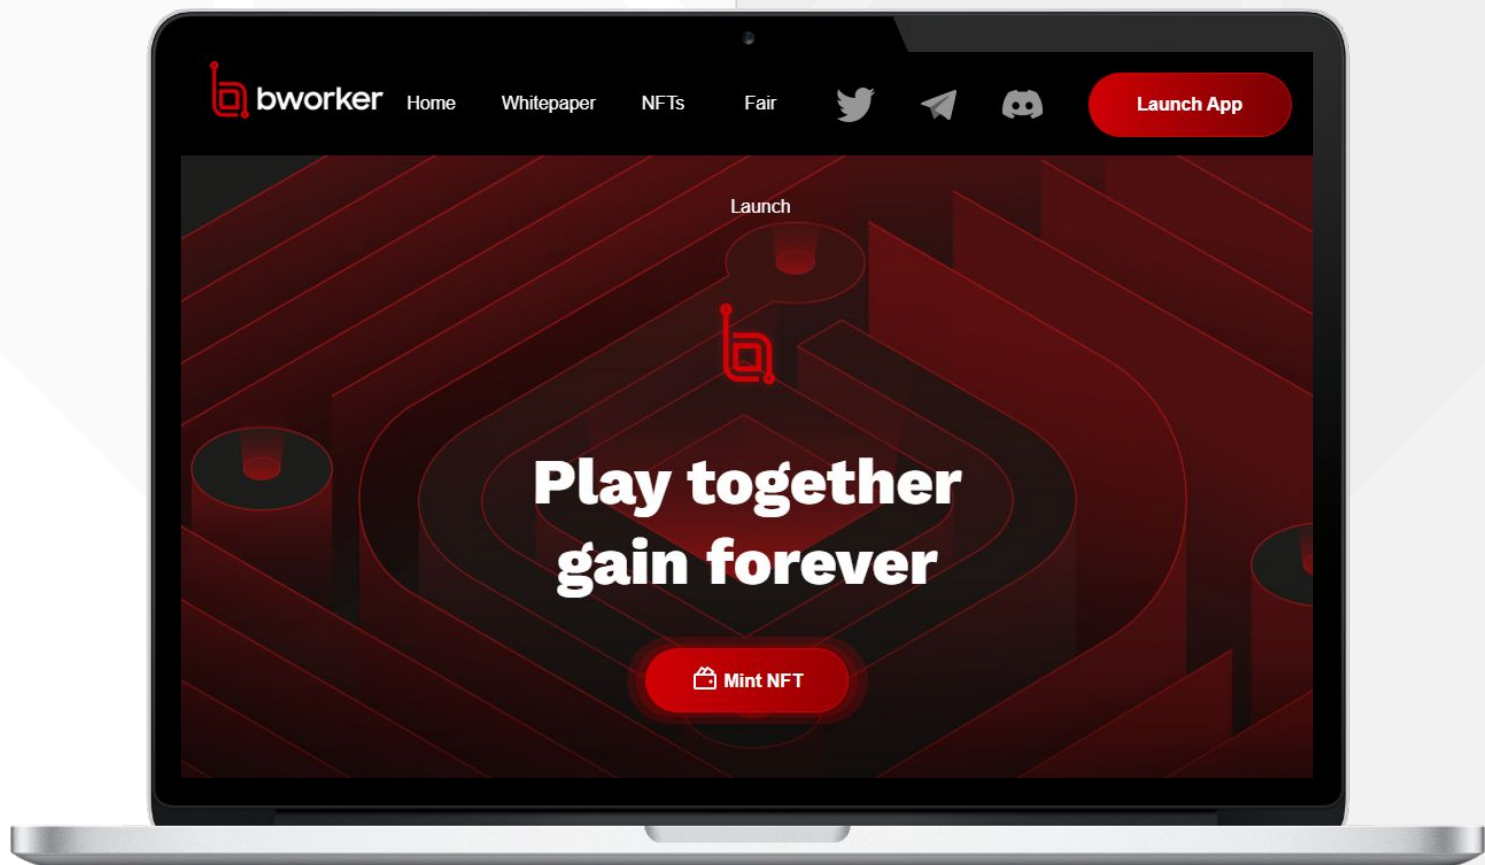 bworker Home Whitepaper NFTs Fair Launch App
Launch
Play together
gain forever
Mint NFT